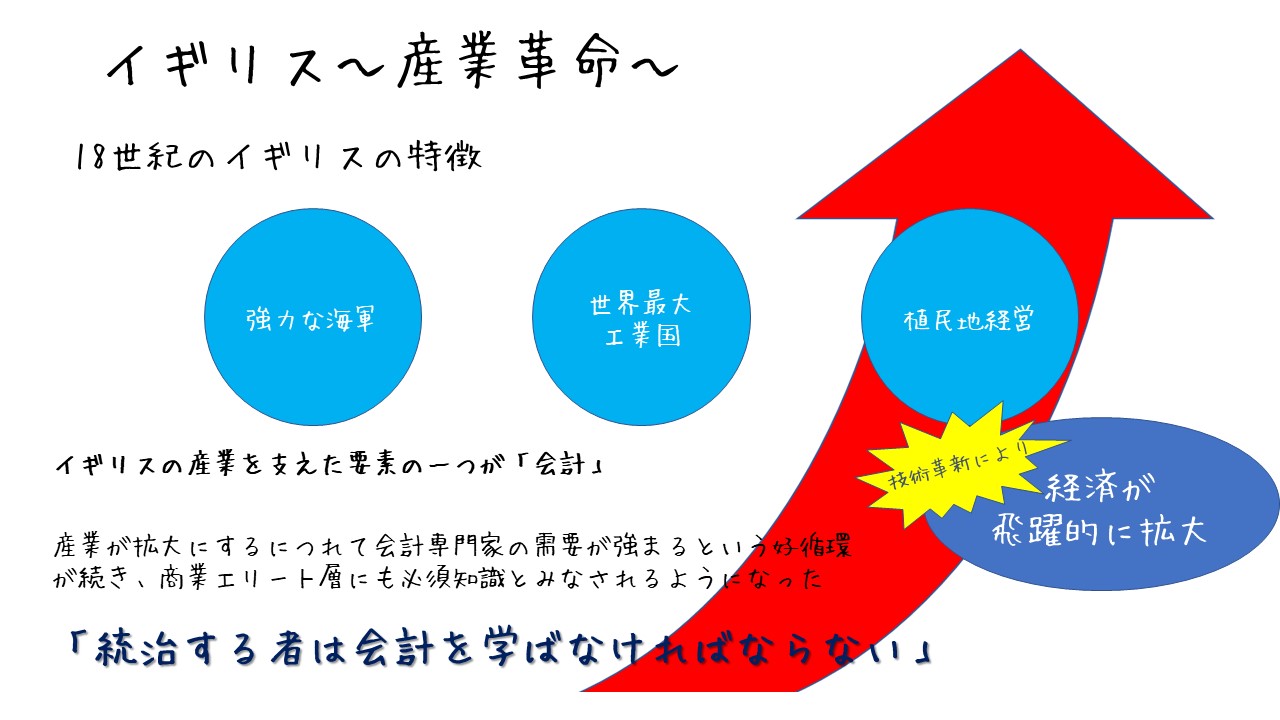 イギリス～産業革命～
18世紀のイギリスの特徴
強力な海軍
世界最大
工業国
植民地経営
イギリスの産業を支えた要素の一つが「会計」
技術革新により
経済が
飛躍的に拡大
産業が拡大にするにつれて会計専門家の需要が強まるという好循環
が続き、商業エリート層にも必須知識とみなされるようになった
「統治する者は会計を学ばなければならない」